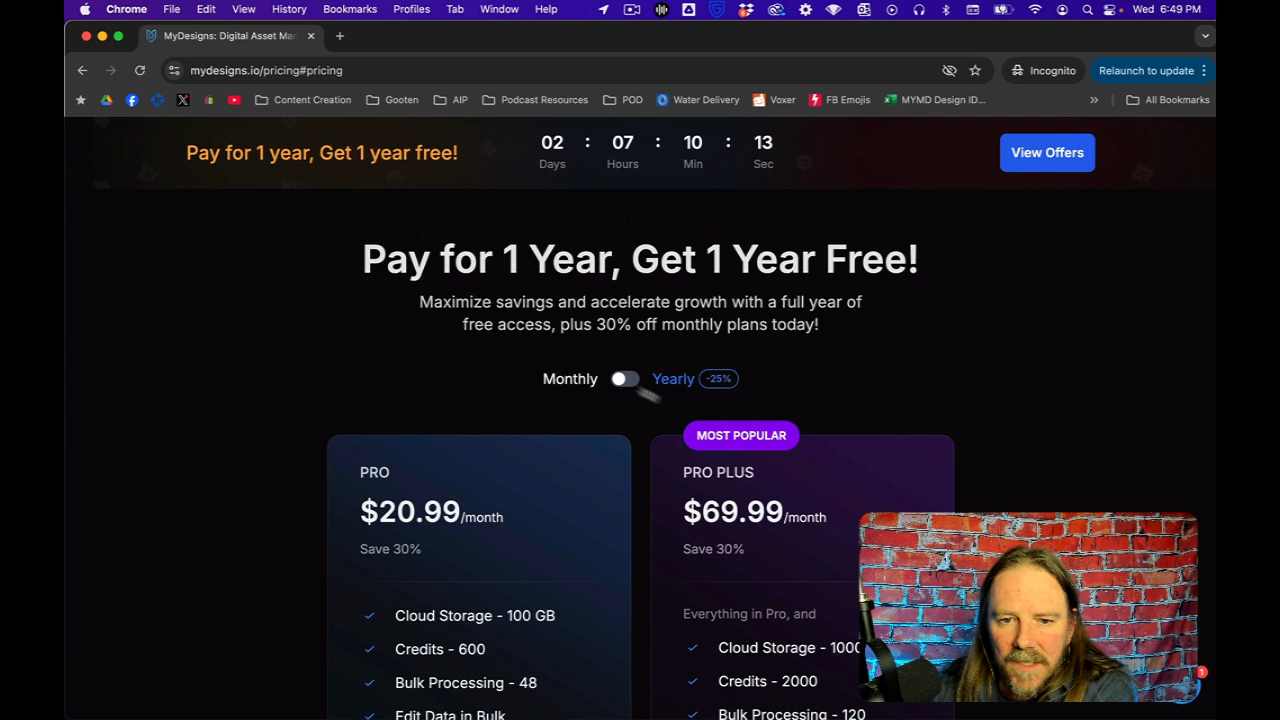 Chrome File Edit View History Bookmarks Profiles Tab Window Help Wed 6:49 PM
MyDesigns: Digital Asset Man
mydesigns.io/pricing#pricing Incognito Relaunch to update
Content Creation Gooten AIP Podcast Resources POD Water Delivery Voxer FB Emojis MYMD Design ID... All Bookmarks
Pay for 1 year, Get 1 year free! 02 : 07 : 10 : 13 View Offers
Days Hours Min Sec
Pay for 1 Year, Get 1 Year Free!
Maximize savings and accelerate growth with a full year of
free access, plus 30% off monthly plans today!
Monthly Yearly -25%
MOST POPULAR
PRO
$20.99/month
Save 30%
Cloud Storage - 100 GB
Credits - 600
Bulk Processing - 48
Edit Data in Bulk
PRO PLUS
$69.99/month
Save 30%
Everything in Pro, and
Cloud Storage - 1000
Credits - 2000
Bulk Processing - 120
1